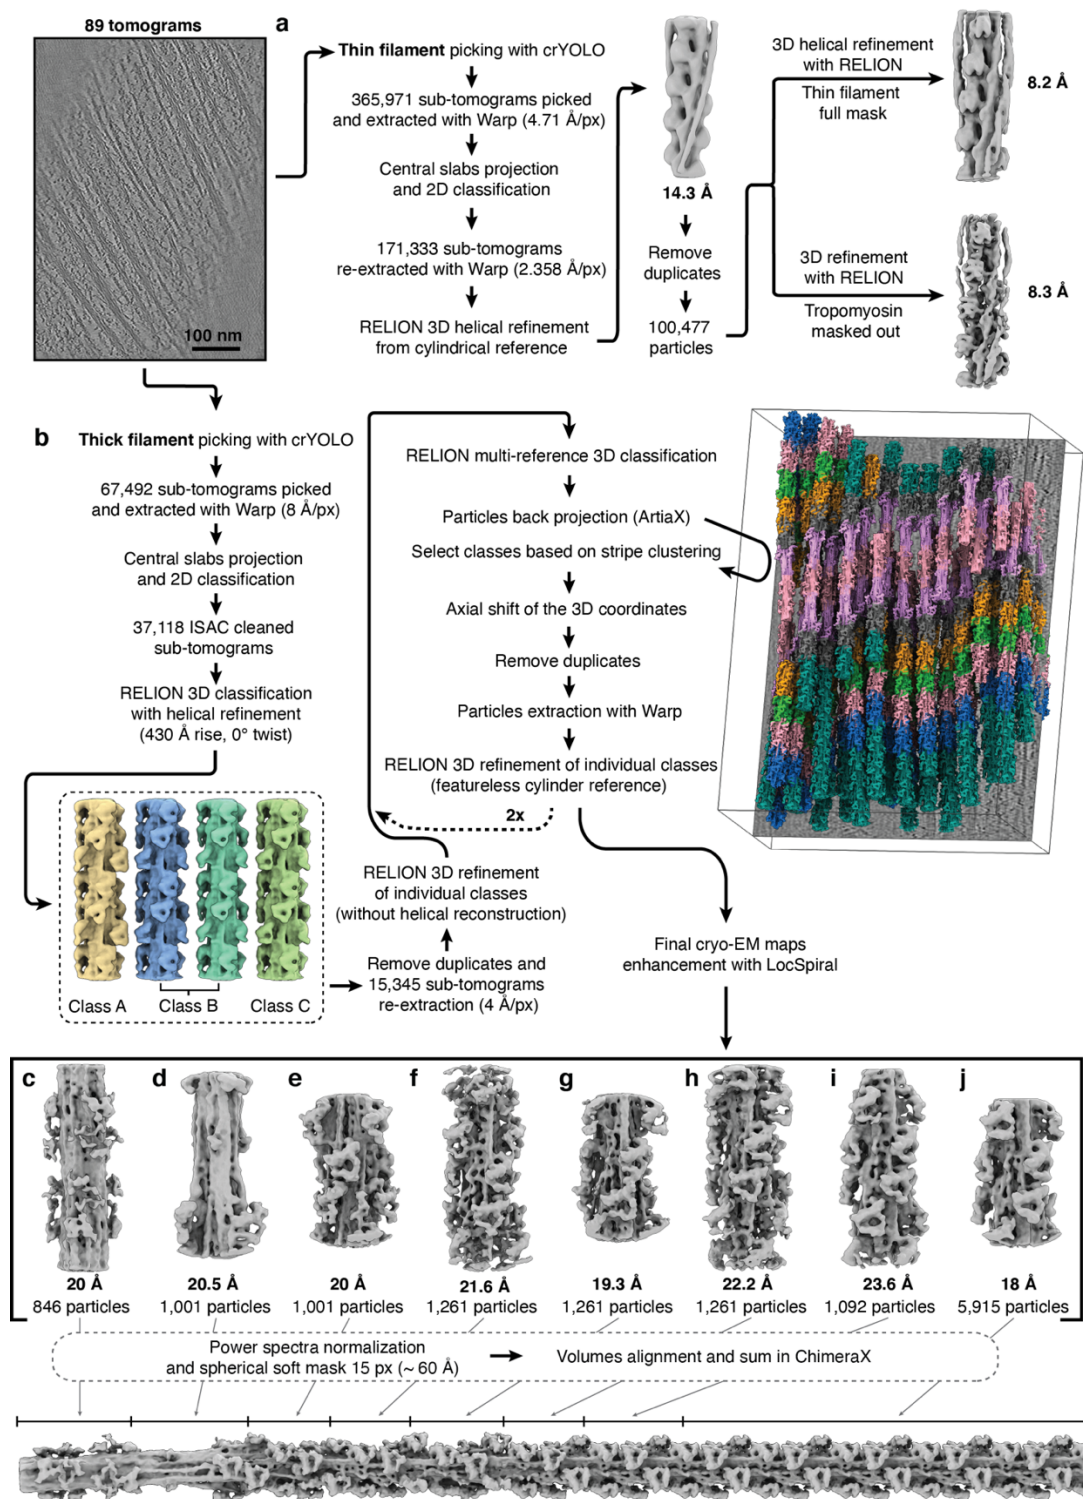 89 tomograms
100 nm
a
Thin filament picking with crYOLO
365,971 sub-tomograms picked
and extracted with Warp (4.71 Å/px)
Central slabs projection
and 2D classification
171,333 sub-tomograms
re-extracted with Warp (2.358 Å/px)
RELION 3D helical refinement
from cylindrical reference
14.3 Å
Remove
duplicates
100,477
particles
3D helical refinement
with RELION
Thin filament
full mask
8.2 Å
3D refinement
with RELION
Tropomyosin
masked out
8.3 Å
b
Thick filament picking with crYOLO
67,492 sub-tomograms picked
and extracted with Warp (8 Å/px)
Central slabs projection
and 2D classification
37,118 ISAC cleaned
sub-tomograms
RELION 3D classification
with helical refinement
(430 Å rise, 0° twist)
Class A
Class B
Class C
Remove duplicates and
15,345 sub-tomograms
re-extraction (4 Å/px)
RELION 3D refinement
of individual classes
(without helical reconstruction)
RELION multi-reference 3D classification
Particles back projection (ArtiaX)
Select classes based on stripe clustering
Axial shift of the 3D coordinates
Remove duplicates
Particles extraction with Warp
RELION 3D refinement of individual classes
(featureless cylinder reference)
2x
Final cryo-EM maps
enhancement with LocSpiral
c
d
e
f
g
h
i
j
20 Å
20.5 Å
20 Å
21.6 Å
19.3 Å
22.2 Å
23.6 Å
18 Å
846 particles
1,001 particles
1,001 particles
1,261 particles
1,261 particles
1,261 particles
1,092 particles
5,915 particles
Power spectra normalization
and spherical soft mask 15 px (~ 60 Å)
Volumes alignment and sum in ChimeraX